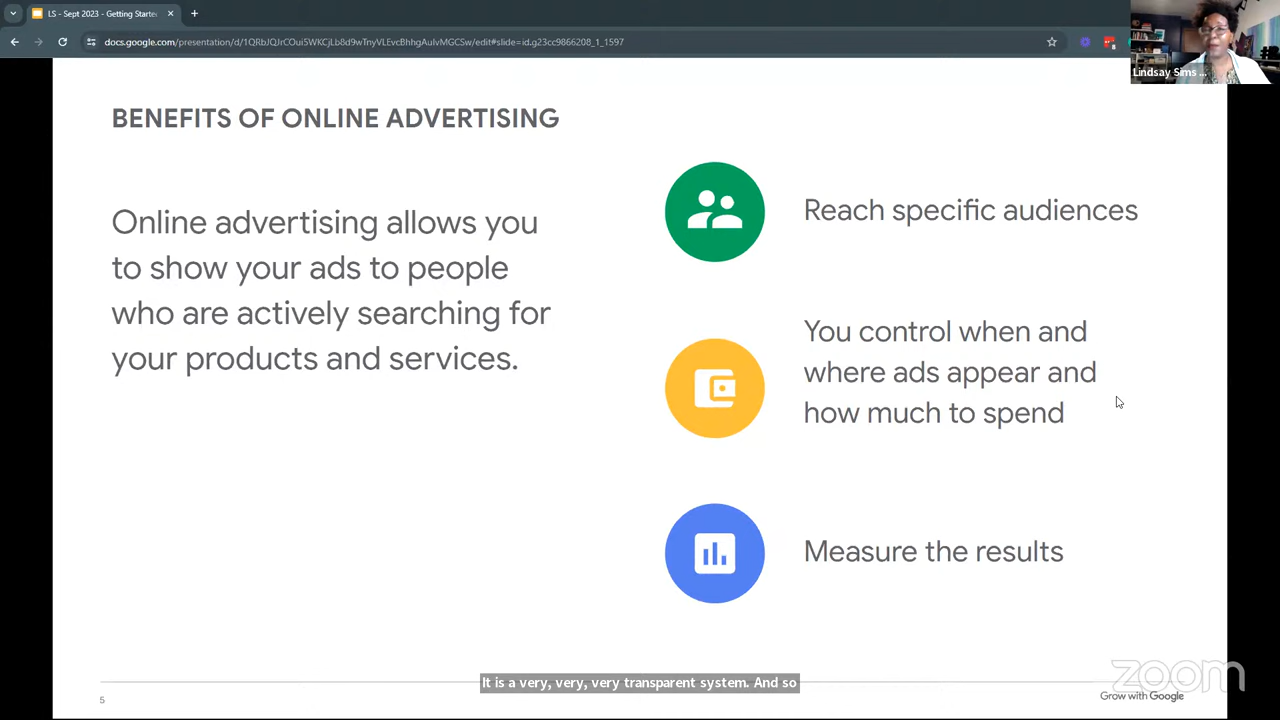 LS - Sept 2023 - Getting Starte
docs.google.com/presentation/d/1QRbJQJrCOui5WKCjLb8d9wTnyVLEvcBhhgAulvMGCSw/edit#slide=id.g23cc9866208_1_1597
Lindsay Sims ...
BENEFITS OF ONLINE ADVERTISING
Online advertising allows you
to show your ads to people
who are actively searching for
your products and services.
Reach specific audiences
You control when and
where ads appear and
how much to spend
Measure the results
It is a very, very, very transparent system. And so
zoom
5
Grow with Google